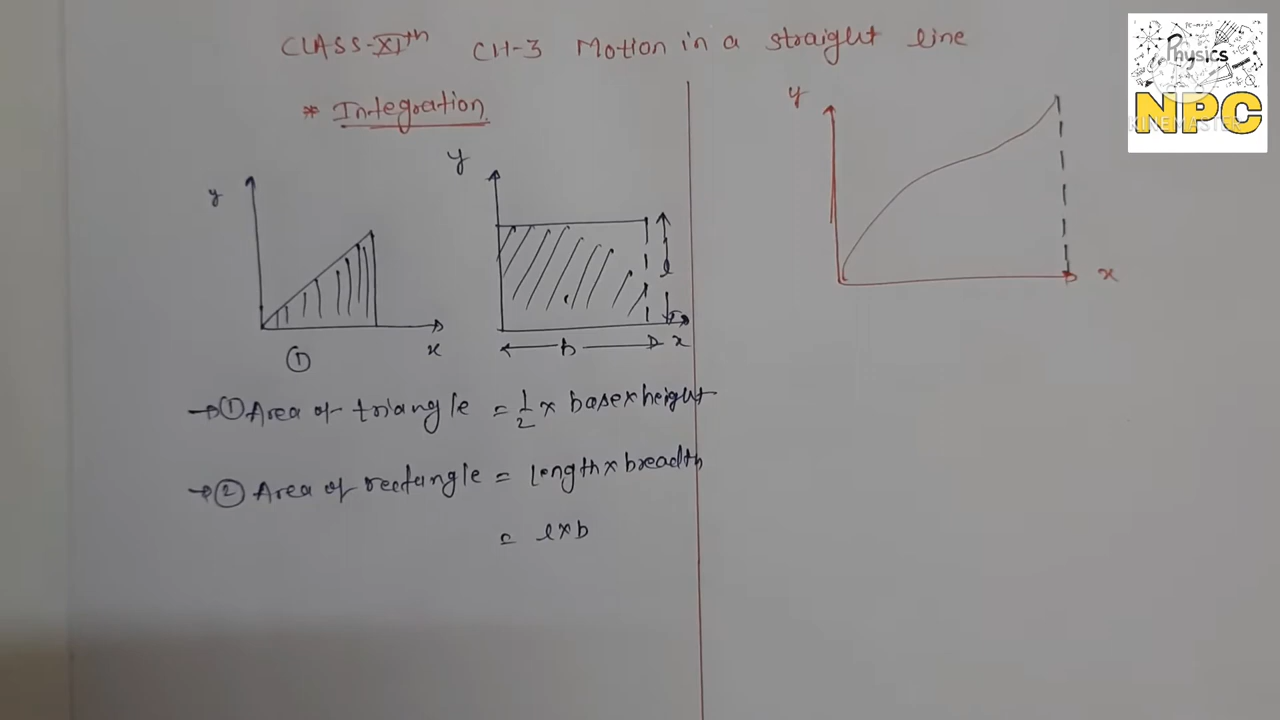 CLASS-XIth CH-3 Motion in a straight line
* Integration
y
x
①
y
l
b
x
→① Area of triangle = 1/2 x base x height
→② Area of rectangle = length x breadth
= l x b
y
x
Physics
NPC
KINEMASTER